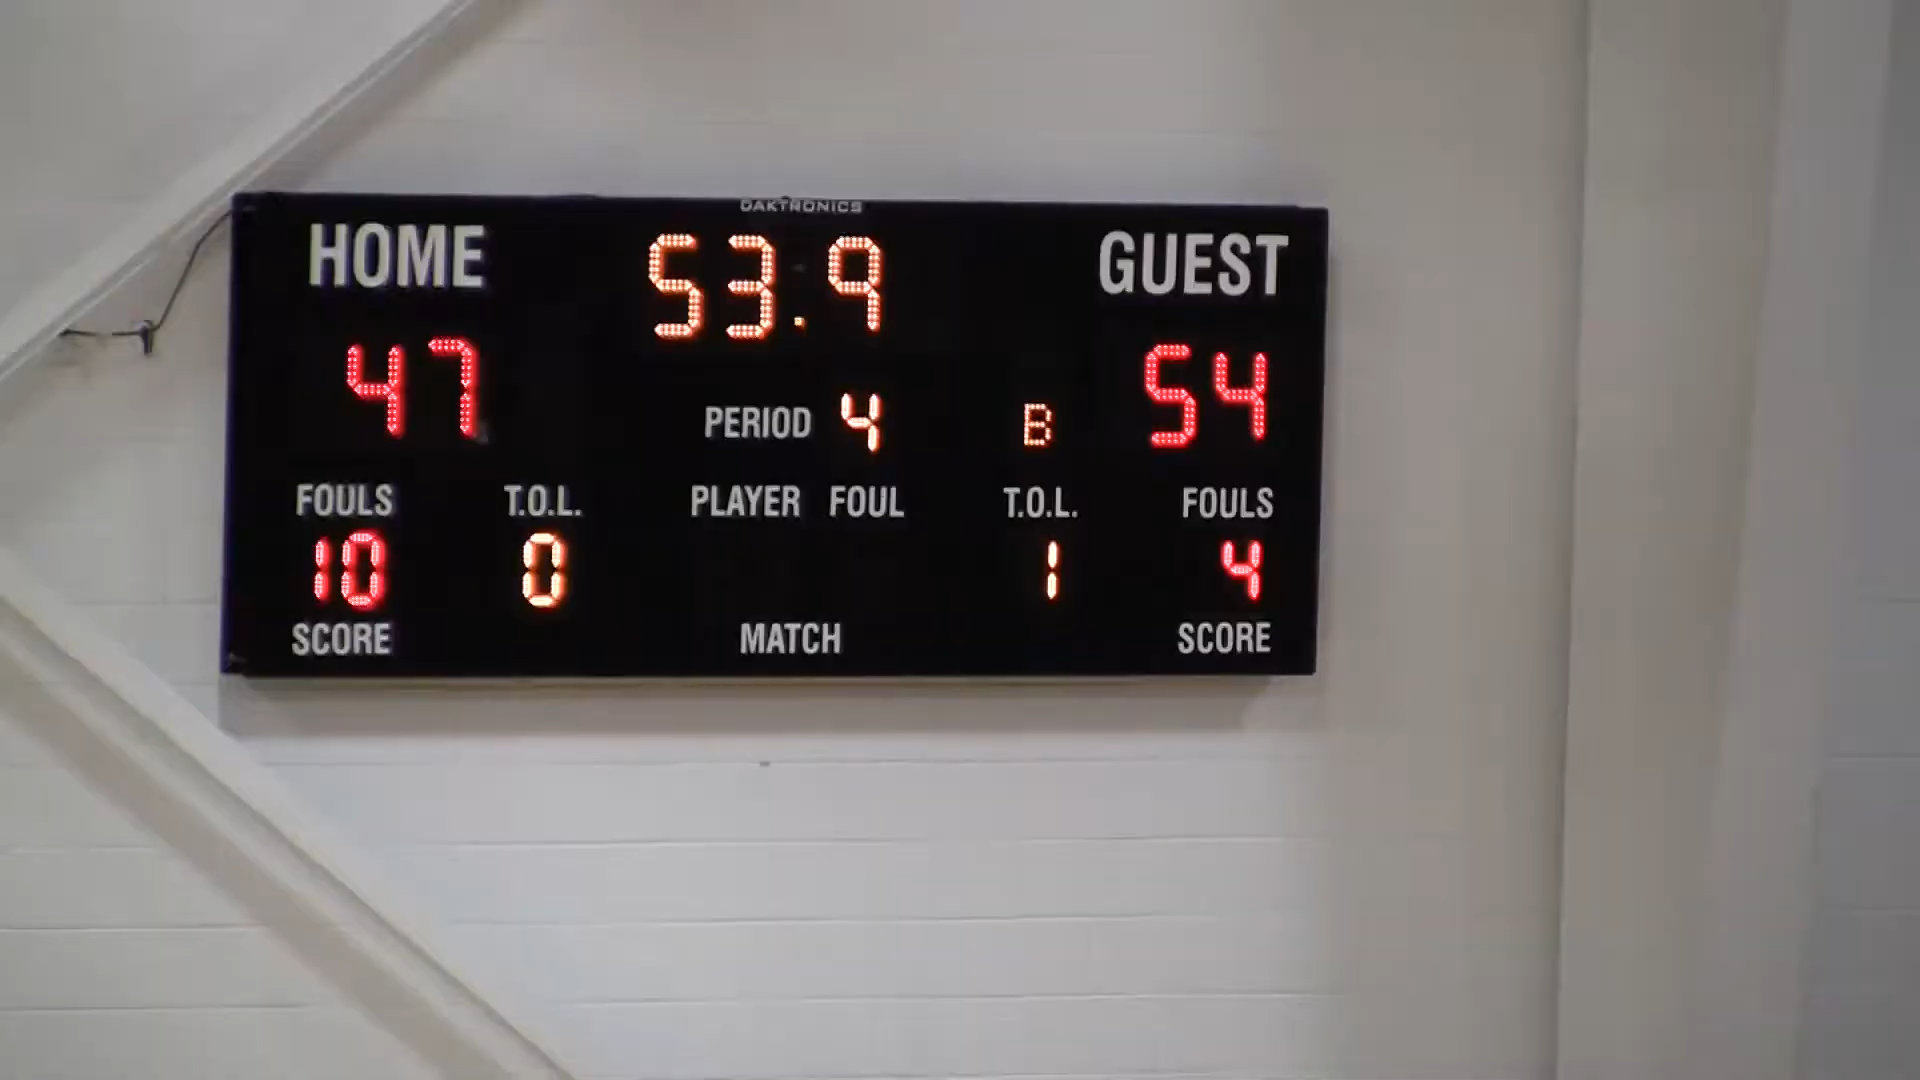 DAKTRONICS
HOME 53.9 GUEST
47 54
PERIOD 4 B
FOULS T.O.L. PLAYER FOUL T.O.L. FOULS
10 0 1 4
SCORE MATCH SCORE